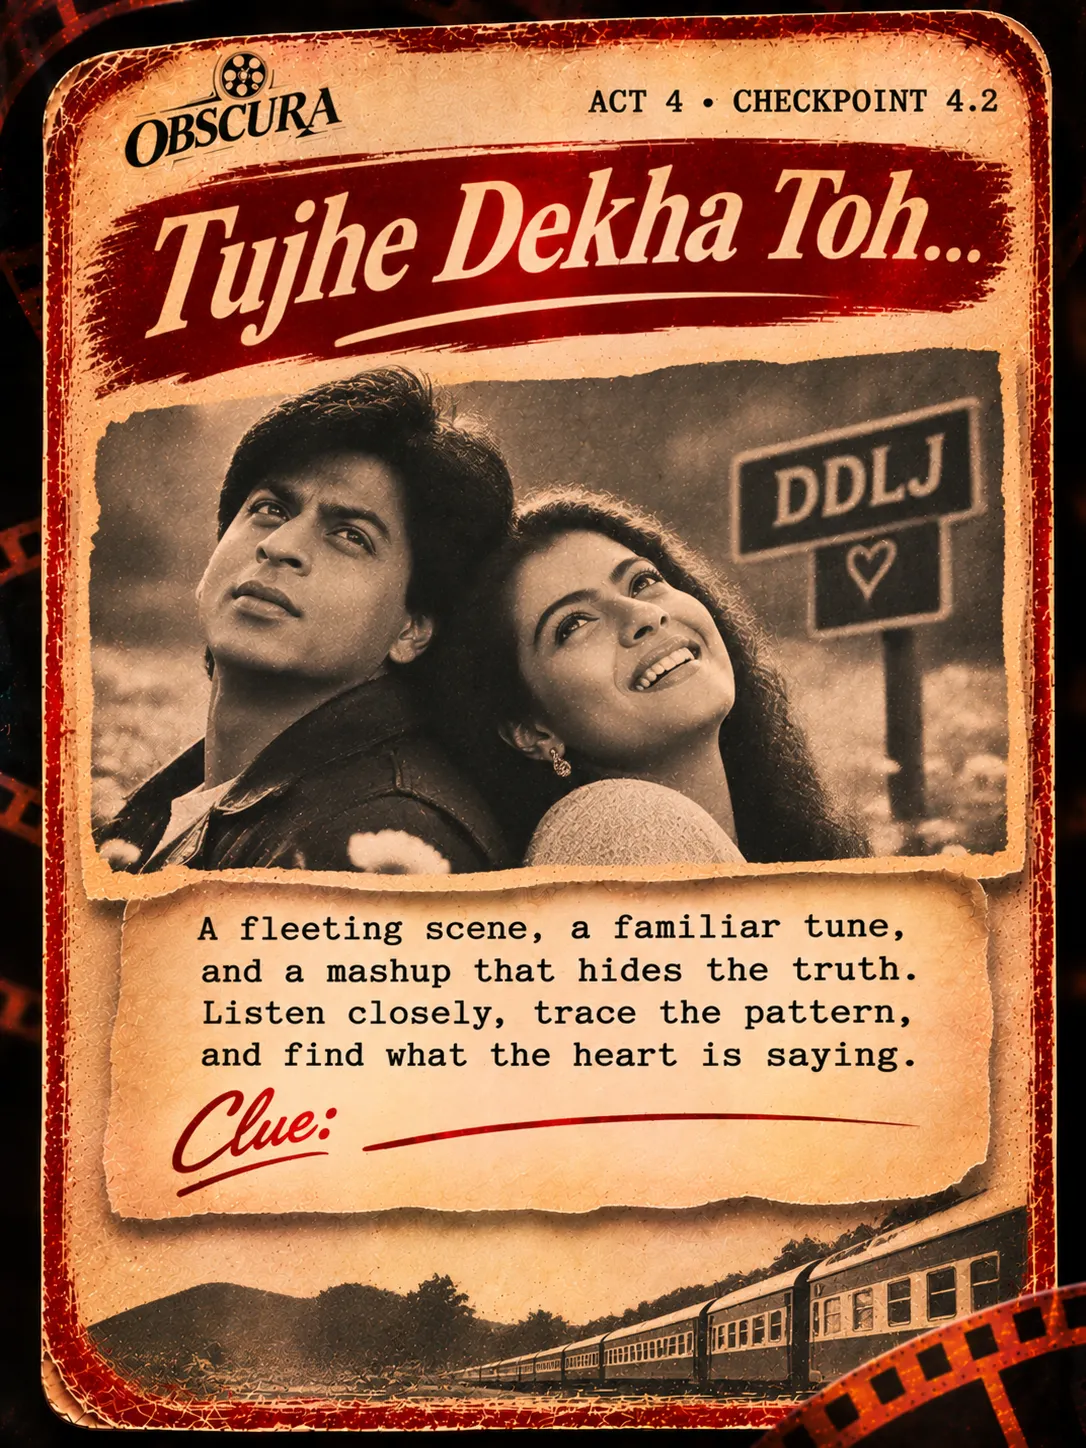 OBSCURA
ACT 4 • CHECKPOINT 4.2
Tujhe Dekha Toh...
DDLJ
A fleeting scene, a familiar tune,
and a mashup that hides the truth.
Listen closely, trace the pattern,
and find what the heart is saying.
Clue: